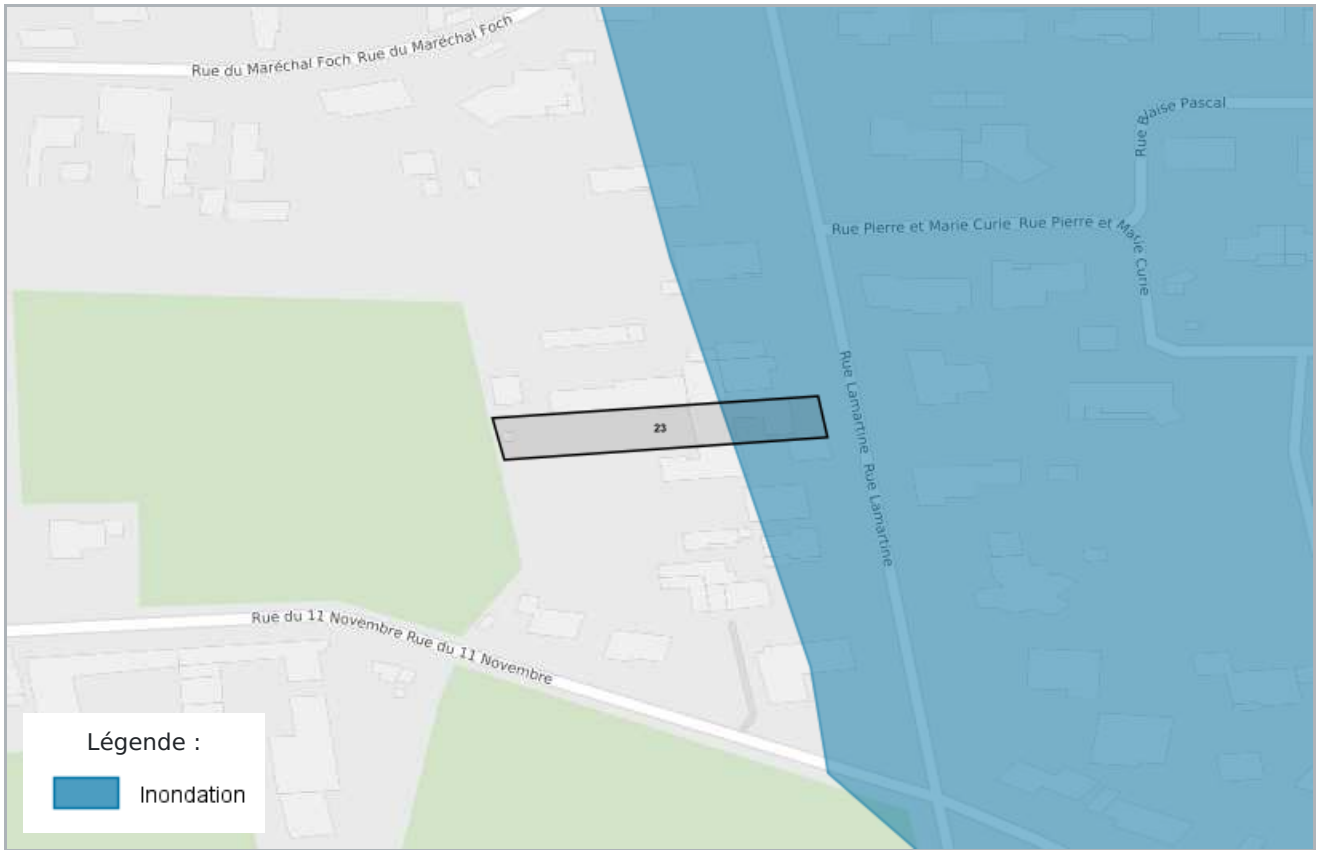 Rue du Maréchal Foch Rue du Maréchal Foch
Rue Blaise Pascal
Rue Pierre et Marie Curie Rue Pierre et Marie Curie
Rue Lamartine Rue Lamartine
23
Rue du 11 Novembre Rue du 11 Novembre
Légende :
Inondation